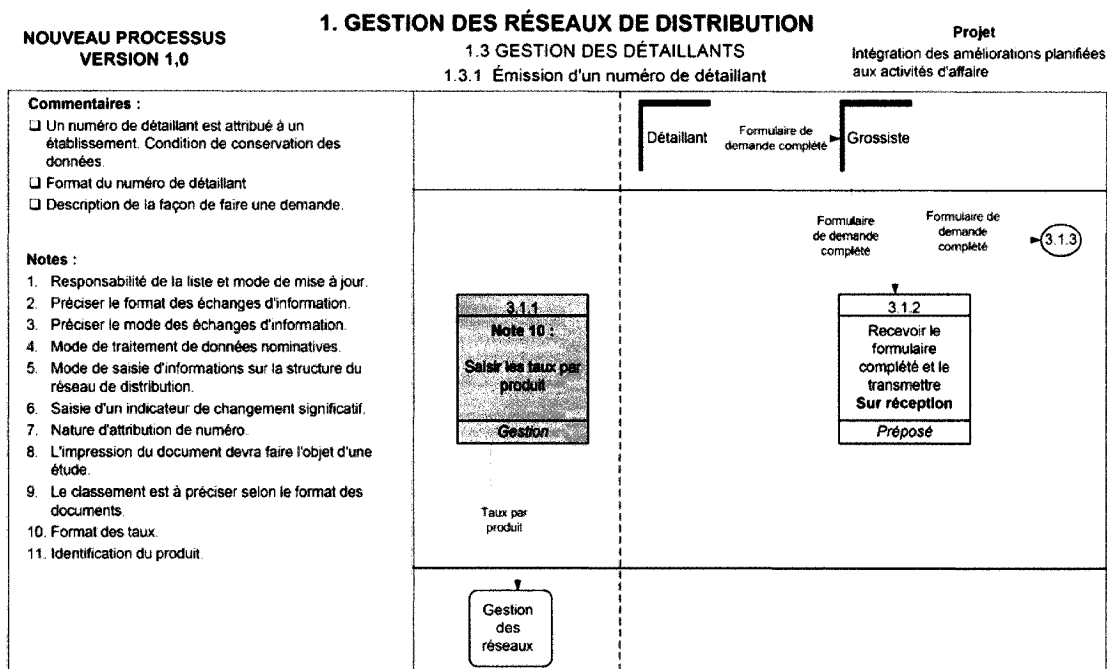 NOUVEAU PROCESSUS
VERSION 1,0
1. GESTION DES RÉSEAUX DE DISTRIBUTION
1.3 GESTION DES DÉTAILLANTS
1.3.1 Émission d'un numéro de détaillant
Projet
Intégration des améliorations planifiées
aux activités d'affaire
Commentaires :
❑ Un numéro de détaillant est attribué à un
établissement. Condition de conservation des
données.
❑ Format du numéro de détaillant
❑ Description de la façon de faire une demande.
Notes :
1. Responsabilité de la liste et mode de mise à jour.
2. Préciser le format des échanges d'information.
3. Préciser le mode des échanges d'information.
4. Mode de traitement de données nominatives.
5. Mode de saisie d'informations sur la structure du
réseau de distribution.
6. Saisie d'un indicateur de changement significatif.
7. Nature d'attribution de numéro.
8. L'impression du document devra faire l'objet d'une
étude.
9. Le classement est à préciser selon le format des
documents.
10. Format des taux.
11. Identification du produit.
Détaillant
Formulaire de
demande complété
Grossiste
Formulaire
de demande
complété
Formulaire de
demande
complété
3.1.3
3.1.1
Note 10 :
Saisir les taux par
produit
Gestion
3.1.2
Recevoir le
formulaire
complété et le
transmettre
Sur réception
Préposé
Taux par
produit
Gestion
des
réseaux